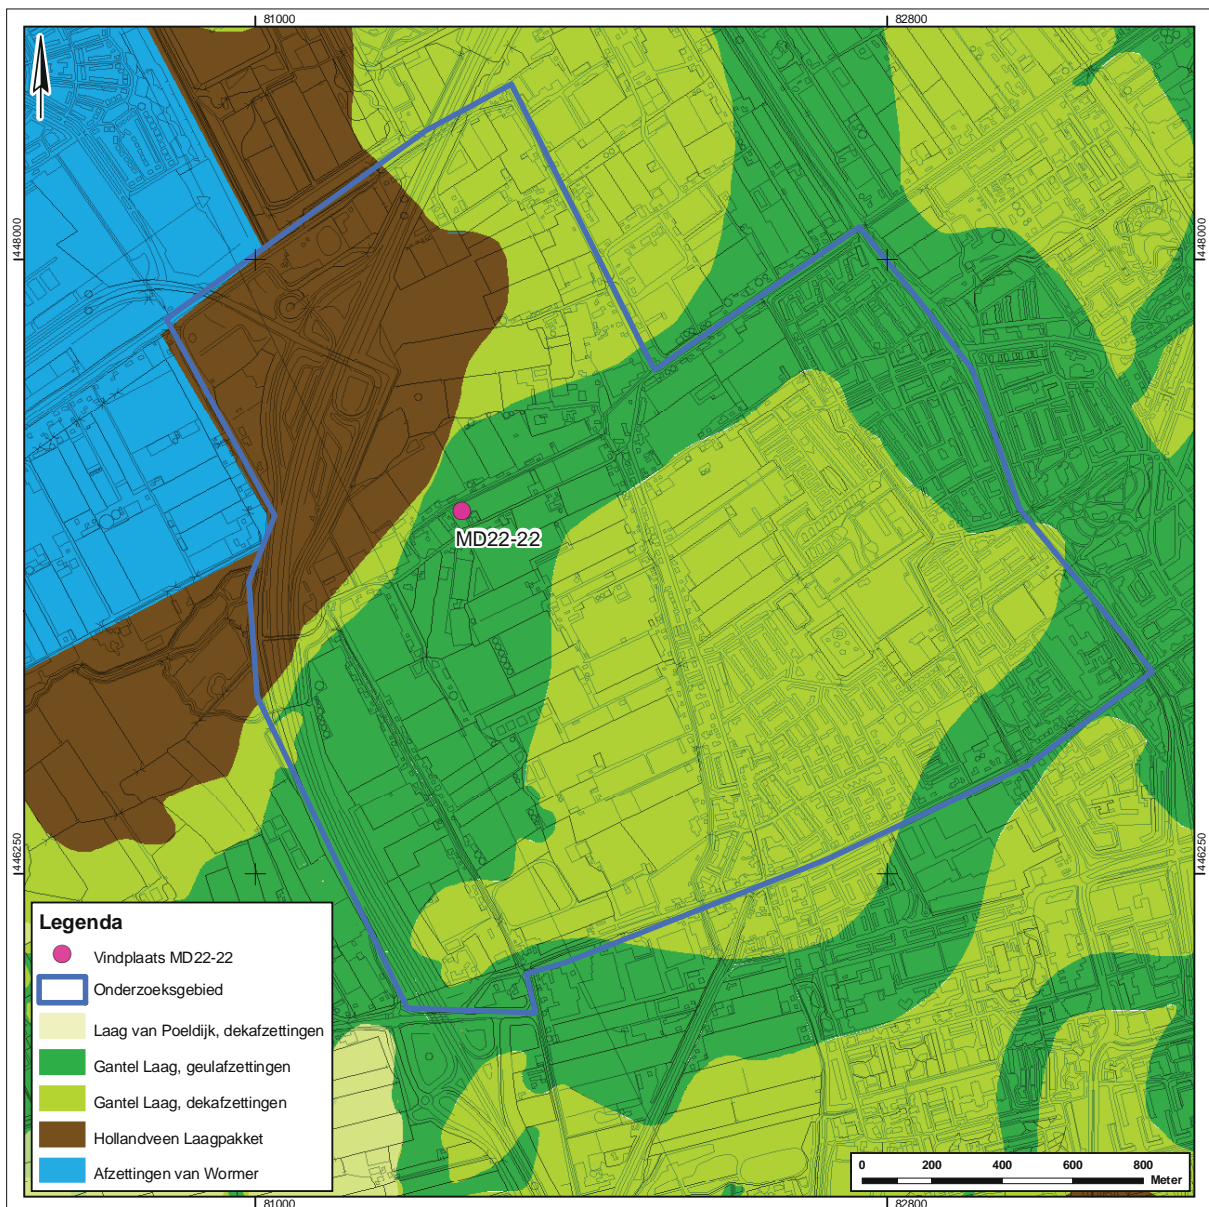 81000
82800
448000
448000
MD22-22
446250
446250
Legenda
Vindplaats MD22-22
Onderzoeksgebied
Laag van Poeldijk, dekafzettingen
Gantel Laag, geulafzettingen
Gantel Laag, dekafzettingen
Hollandveen Laagpakket
Afzettingen van Wormer
0 200 400 600 800
Meter
81000
82800